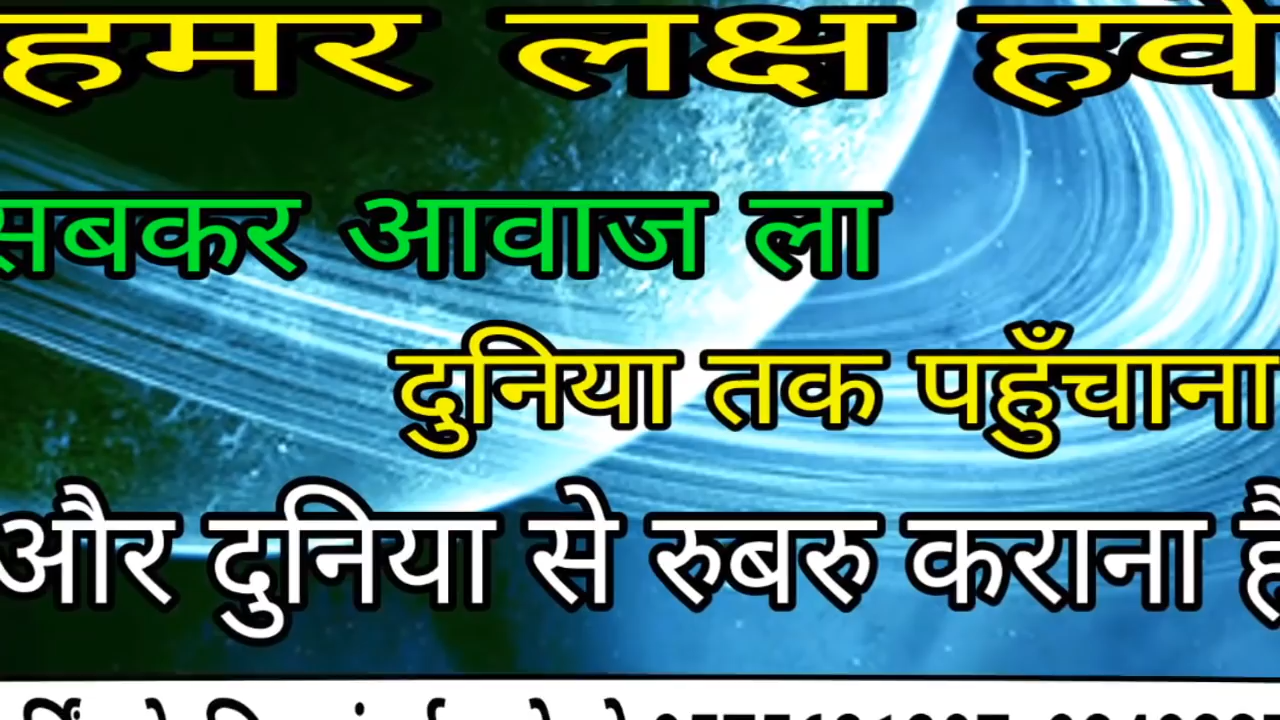 हमर लक्ष हवे
सबकर आवाज ला
दुनिया तक पहुँचाना
और दुनिया से रुबरु कराना है